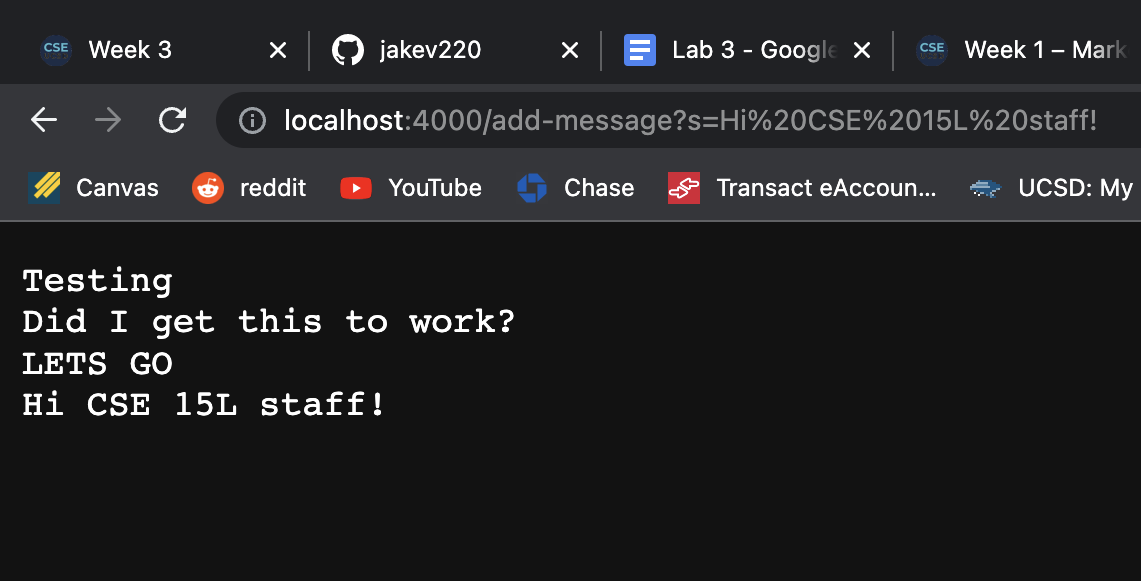 CSE Week 3 jakev220 Lab 3 - Google CSE Week 1 – Mark
localhost:4000/add-message?s=Hi%20CSE%2015L%20staff!
Canvas reddit YouTube Chase Transact eAccoun... UCSD: My
Testing
Did I get this to work?
LETS GO
Hi CSE 15L staff!